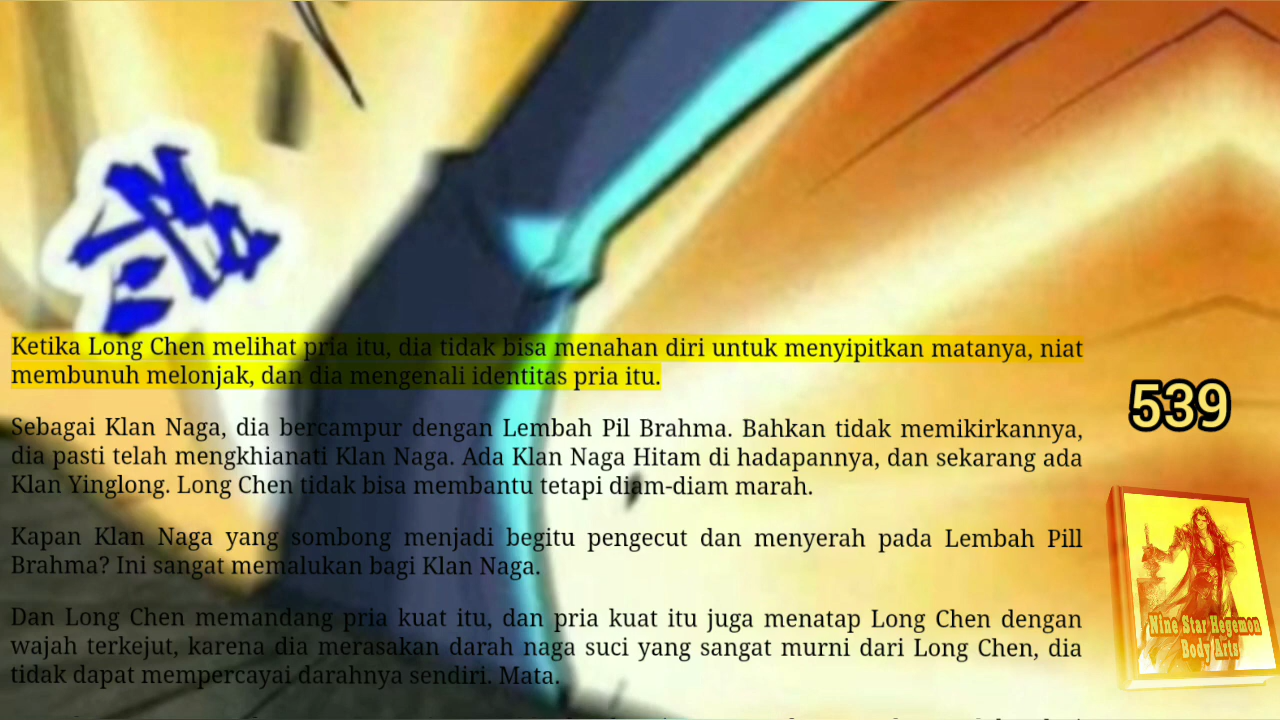 Ketika Long Chen melihat pria itu, dia tidak bisa menahan diri untuk menyipitkan matanya, niat
membunuh melonjak, dan dia mengenali identitas pria itu.
Sebagai Klan Naga, dia bercampur dengan Lembah Pil Brahma. Bahkan tidak memikirkannya,
dia pasti telah mengkhianati Klan Naga. Ada Klan Naga Hitam di hadapannya, dan sekarang ada
Klan Yinglong. Long Chen tidak bisa membantu tetapi diam-diam marah.
Kapan Klan Naga yang sombong menjadi begitu pengecut dan menyerah pada Lembah Pill
Brahma? Ini sangat memalukan bagi Klan Naga.
Dan Long Chen memandang pria kuat itu, dan pria kuat itu juga menatap Long Chen dengan
wajah terkejut, karena dia merasakan darah naga suci yang sangat murni dari Long Chen, dia
tidak dapat mempercayai darahnya sendiri. Mata.
539
Nine Star Hegemon
Body Arts